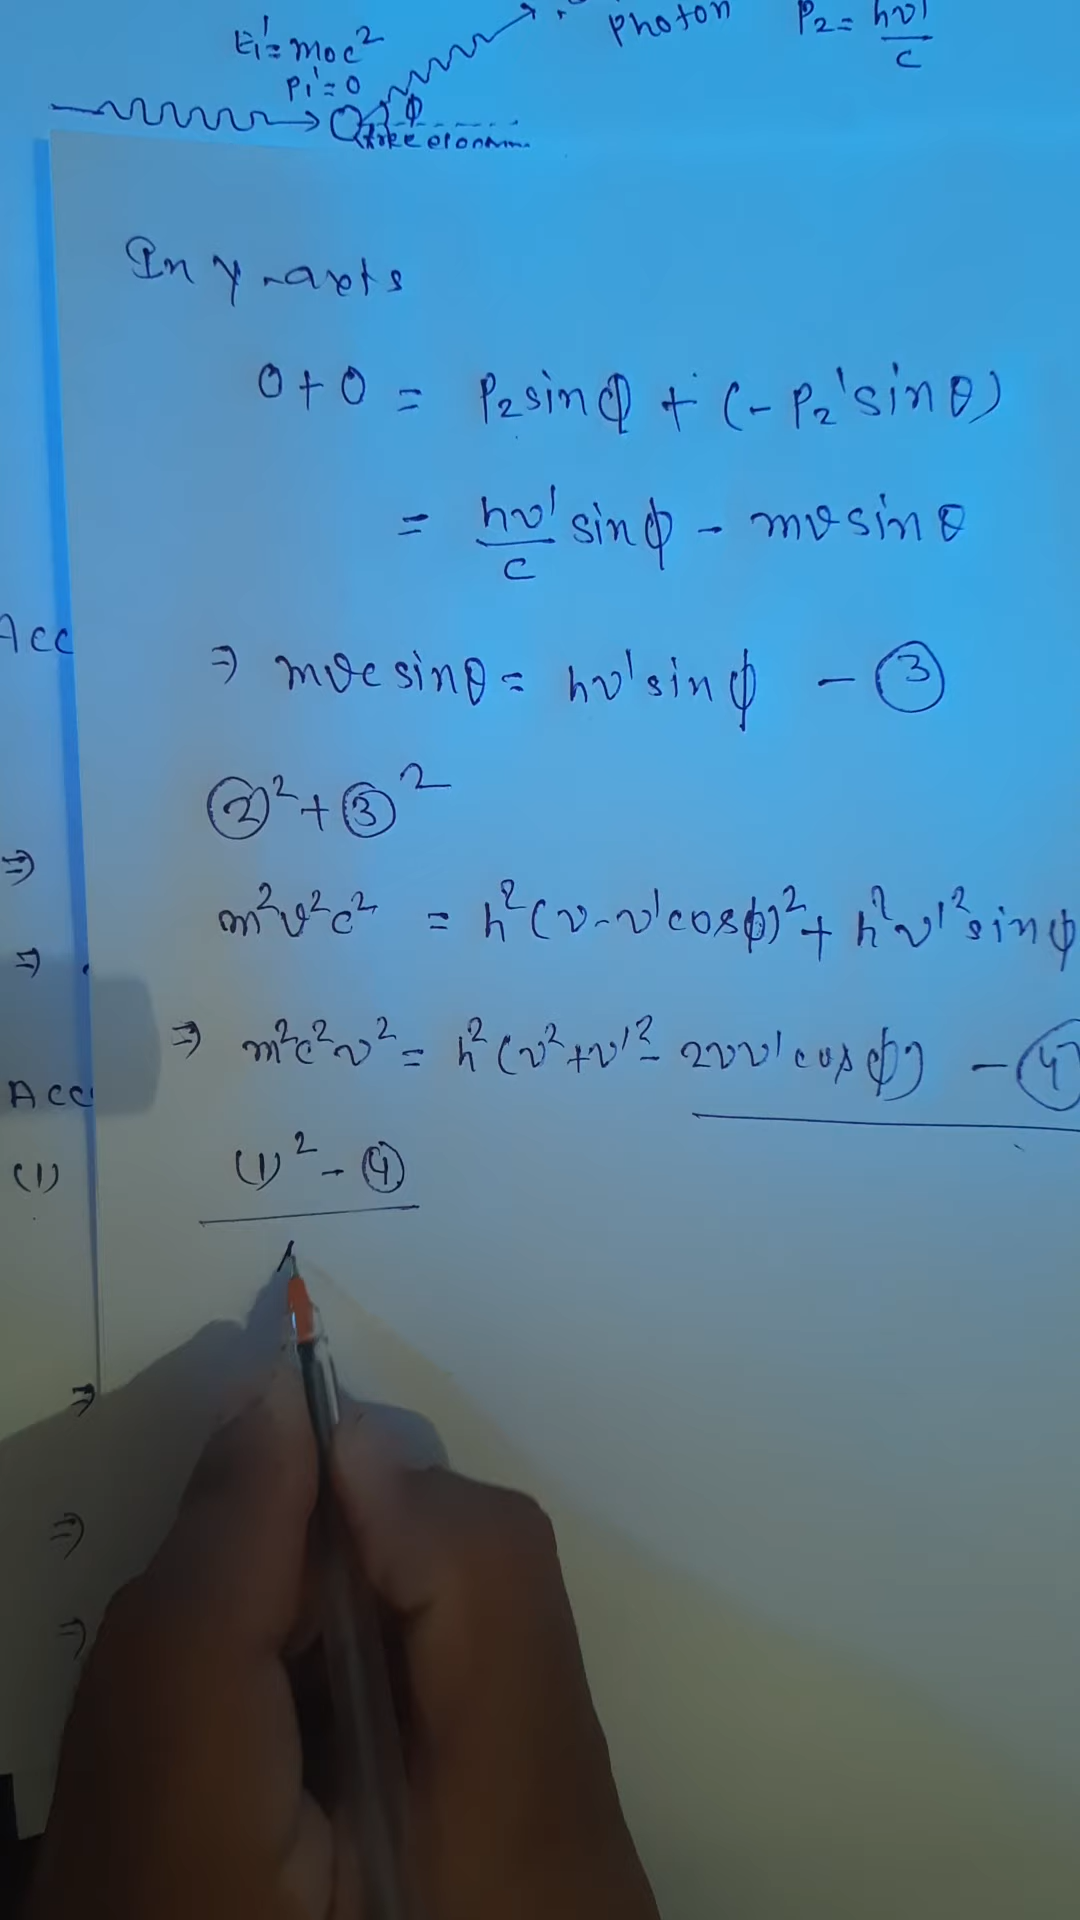 photon P₂ = hν'/c
E₁' = m₀c²
P₁' = 0
ϕ
free
In y-axis
0 + 0 = P₂ sin ϕ + (- P₂' sin θ)
= hν'/c sin ϕ - mv sin θ
Acc
⇒ mvc sin θ = hν' sin ϕ - ③
②² + ③²
⇒
m²v²c² = h² (ν - ν' cos ϕ)² + h²ν'² sin ϕ
⇒
⇒ m²c²v² = h² (ν² + ν'² - 2νν' cos ϕ) - ④
Acc
(1)² - ④
(1)
⇒
⇒
⇒